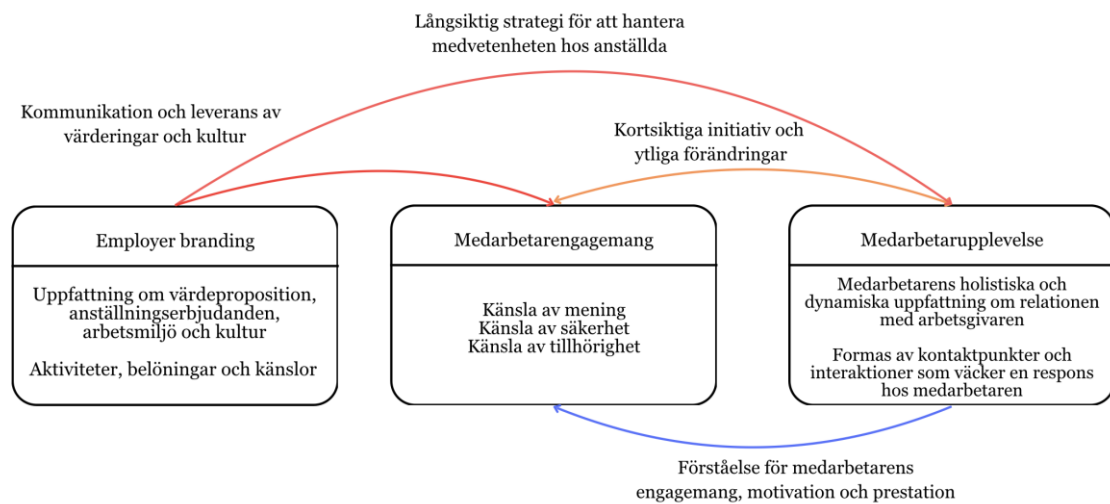 Långsiktig strategi för att hantera
medvetenheten hos anställda
Kommunikation och leverans av
värderingar och kultur
Kortsiktiga initiativ och
ytliga förändringar
Employer branding
Uppfattning om värdeproposition,
anställningserbjudanden,
arbetsmiljö och kultur
Aktiviteter, belöningar och känslor
Medarbetarengagemang
Känsla av mening
Känsla av säkerhet
Känsla av tillhörighet
Medarbetarupplevelse
Medarbetarens holistiska och
dynamiska uppfattning om relationen
med arbetsgivaren
Formas av kontaktpunkter och
interaktioner som väcker en respons
hos medarbetaren
Förståelse för medarbetarens
engagemang, motivation och prestation